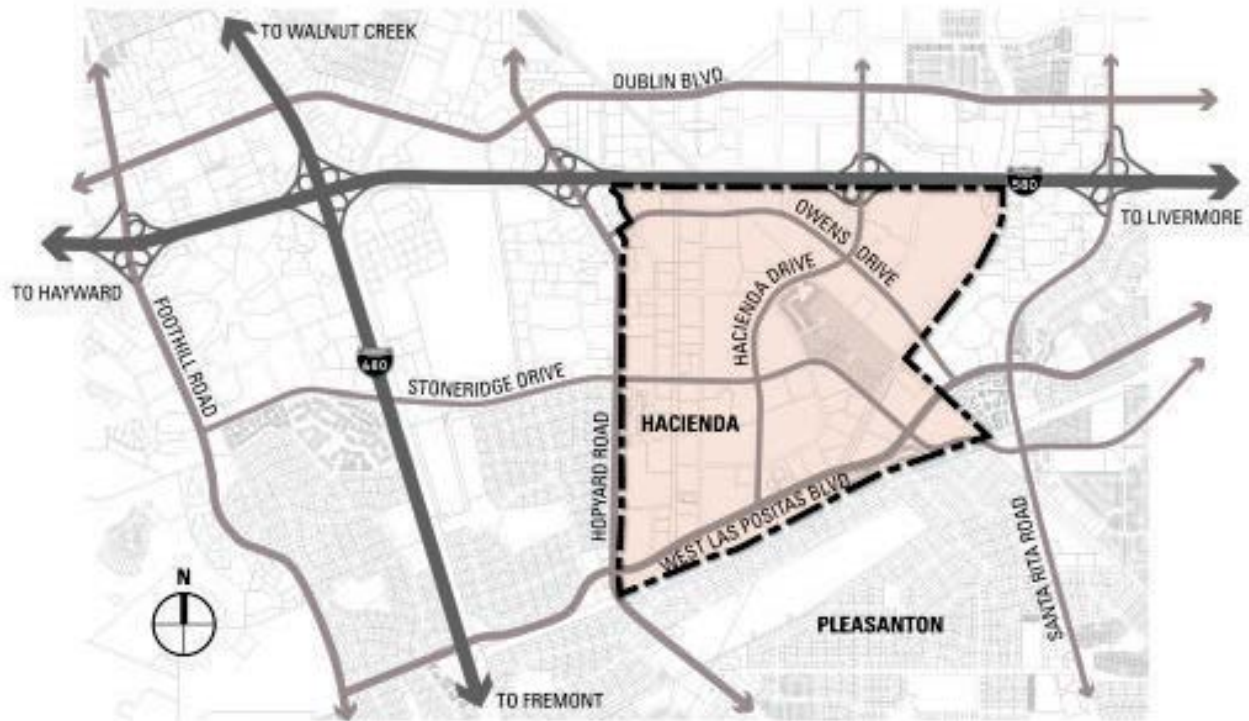 TO WALNUT CREEK
DUBLIN BLVD
580
TO LIVERMORE
OWENS DRIVE
TO HAYWARD
HACIENDA DRIVE
FOOTHILL ROAD
680
STONERIDGE DRIVE
HACIENDA
HOPYARD ROAD
WEST LAS POSITAS BLVD
SANTA RITA ROAD
N
PLEASANTON
TO FREMONT